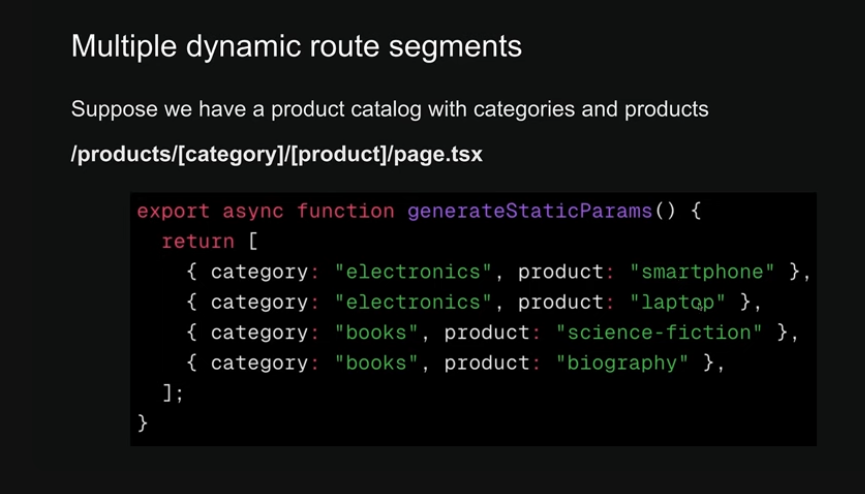 Multiple dynamic route segments
Suppose we have a product catalog with categories and products
/products/[category]/[product]/page.tsx
export async function generateStaticParams() {
  return [
    { category: "electronics", product: "smartphone" },
    { category: "electronics", product: "laptop" },
    { category: "books", product: "science-fiction" },
    { category: "books", product: "biography" },
  ];
}